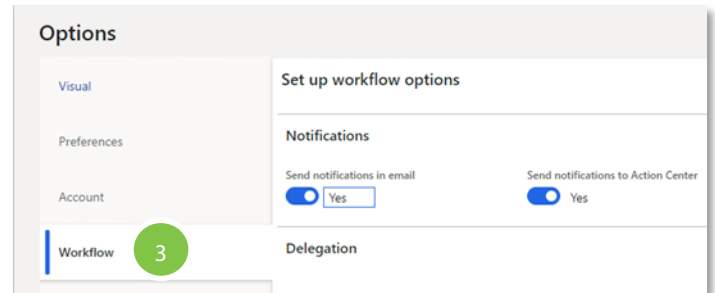 Options
Visual
Preferences
Account
Workflow
3
Set up workflow options
Notifications
Send notifications in email
Yes
Send notifications to Action Center
Yes
Delegation